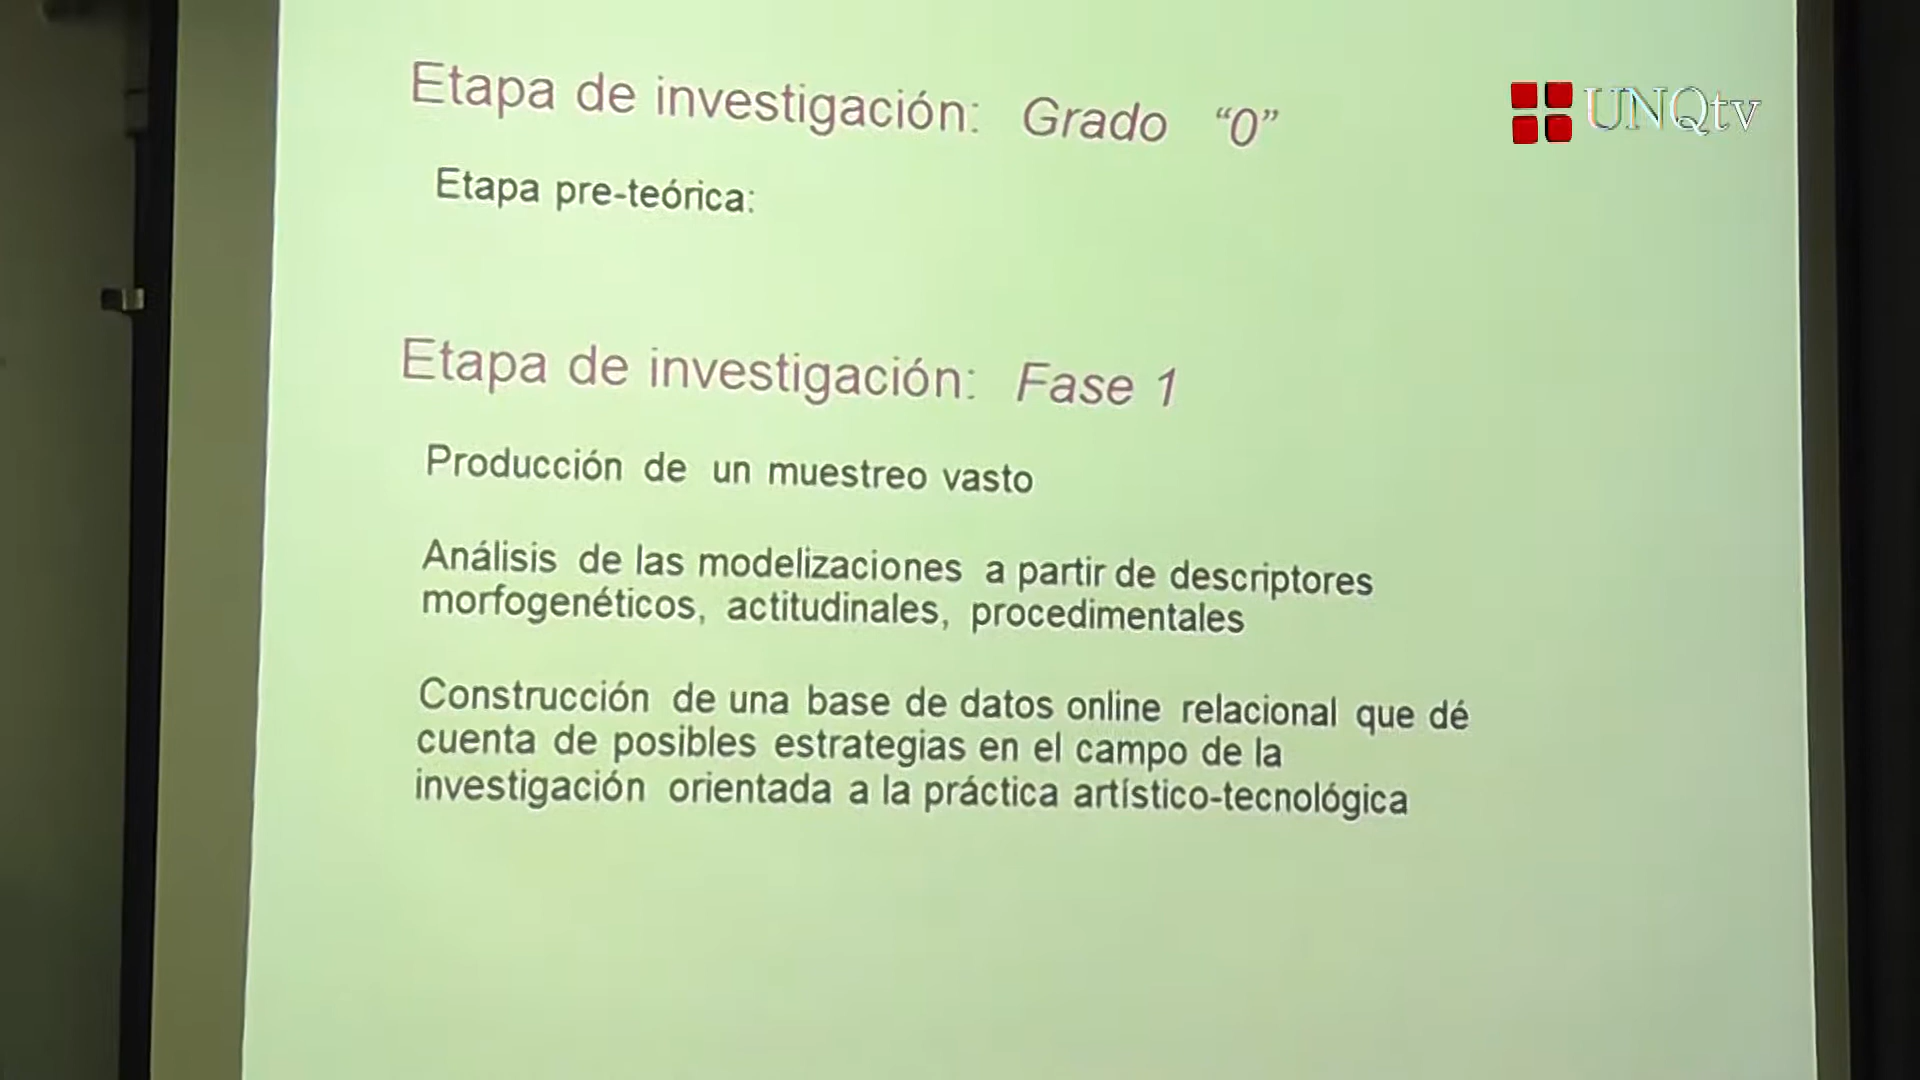 Etapa de investigación: Grado “0”
UNQtv
Etapa pre-teórica:
Etapa de investigación: Fase 1
Producción de un muestreo vasto
Análisis de las modelizaciones a partir de descriptores
morfogenéticos, actitudinales, procedimentales
Construcción de una base de datos online relacional que dé
cuenta de posibles estrategias en el campo de la
investigación orientada a la práctica artístico-tecnológica